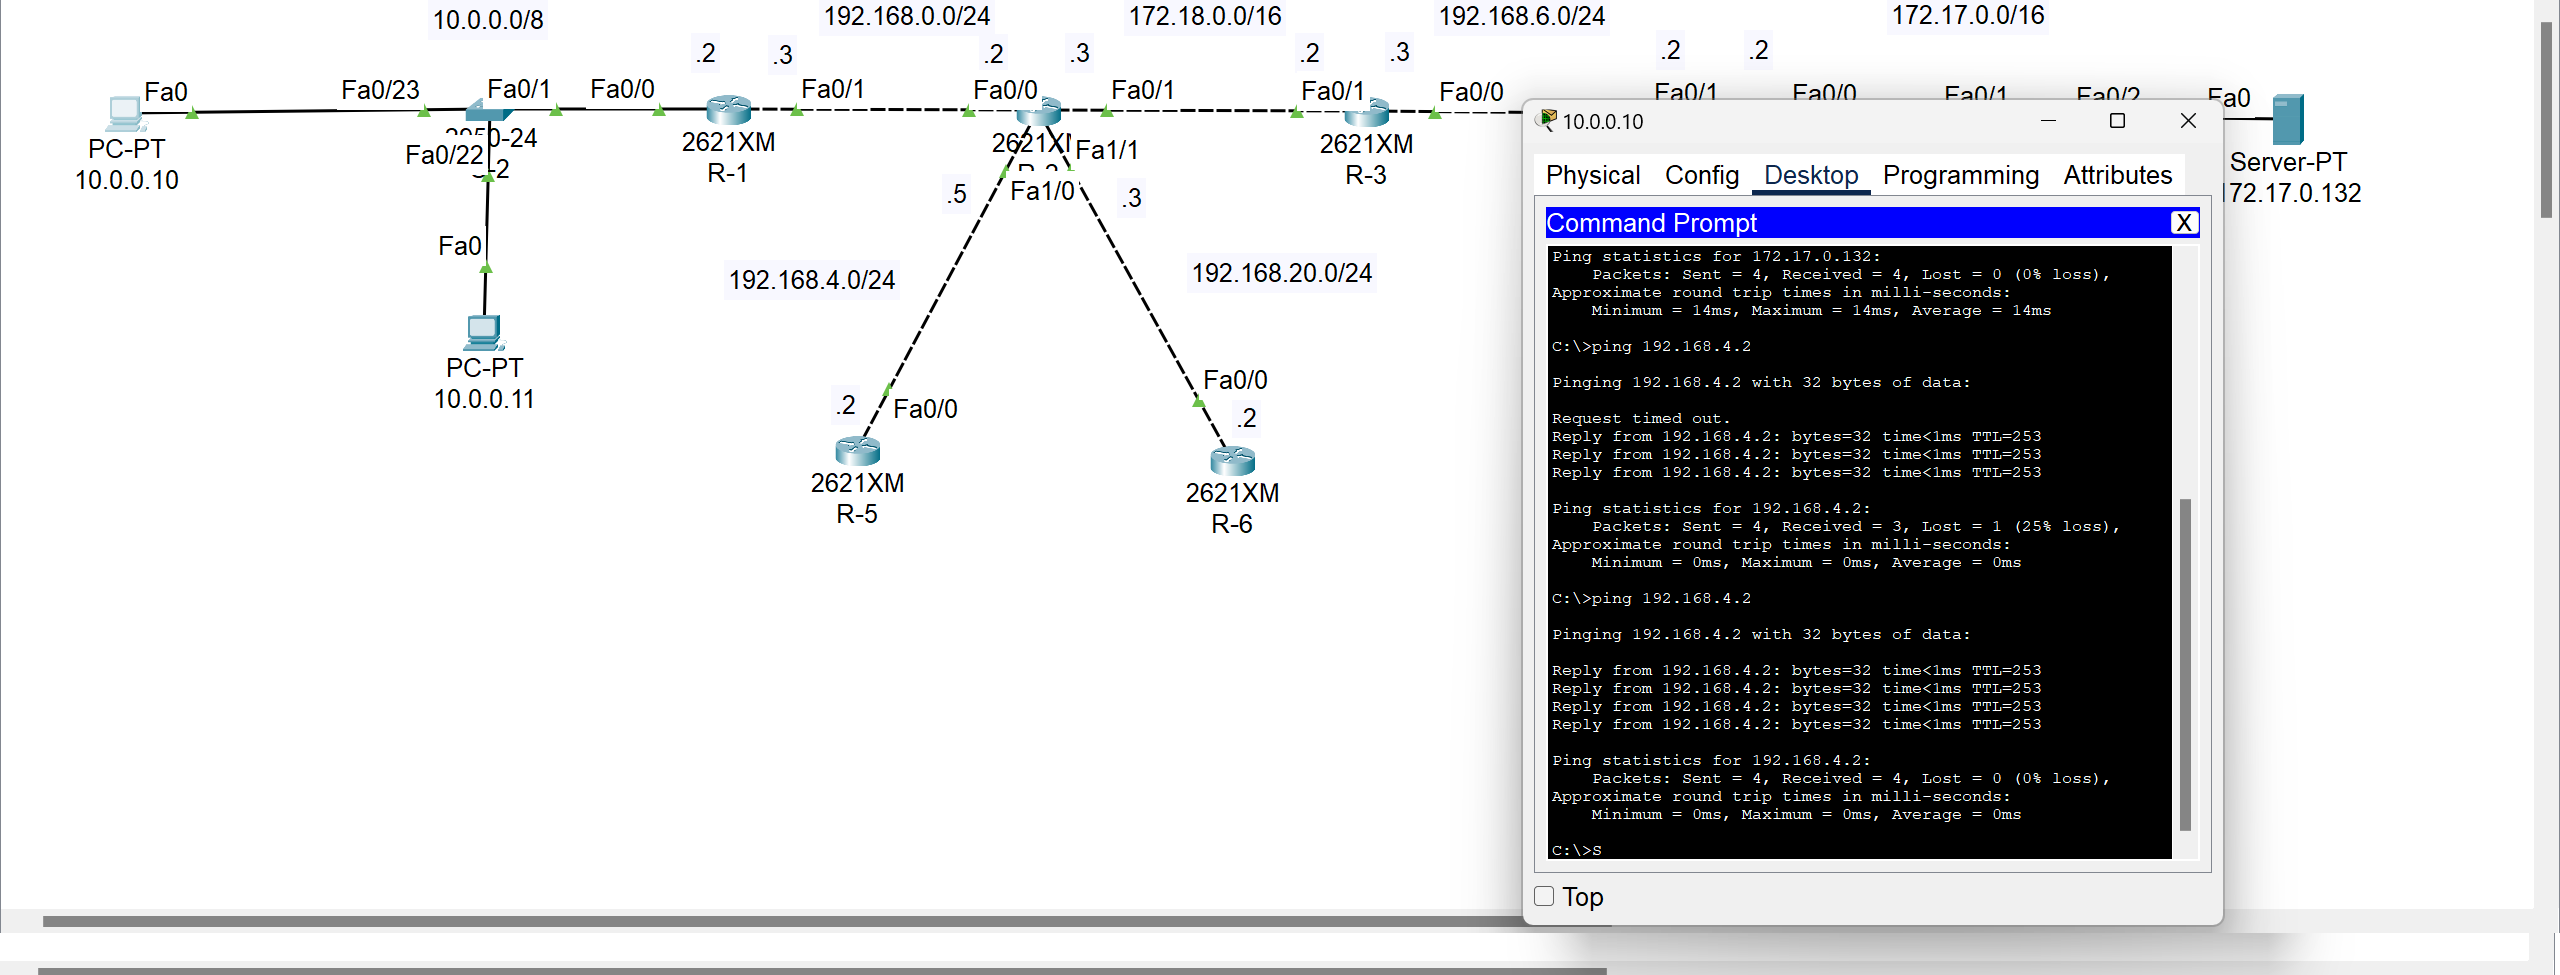 10.0.0.0/8
192.168.0.0/24
172.18.0.0/16
192.168.6.0/24
172.17.0.0/16
.2
.3
.2
.3
.2
.3
.2
.2
Fa0
Fa0/23
Fa0/1
Fa0/0
Fa0/1
Fa0/0
Fa0/1
Fa0/1
Fa0/0
Fa0/1
Fa0/0
Fa0/1
Fa0/2
Fa0
PC-PT
10.0.0.10
Fa0/22
2621XM
R-1
Fa1/1
Fa1/0
2621XM
R-3
Server-PT
172.17.0.132
.5
.3
Fa0
192.168.4.0/24
192.168.20.0/24
PC-PT
10.0.0.11
.2
Fa0/0
Fa0/0
.2
2621XM
R-5
2621XM
R-6
10.0.0.10
Physical Config Desktop Programming Attributes
Command Prompt X
Ping statistics for 172.17.0.132:
Packets: Sent = 4, Received = 4, Lost = 0 (0% loss),
Approximate round trip times in milli-seconds:
Minimum = 14ms, Maximum = 14ms, Average = 14ms
C:\>ping 192.168.4.2
Pinging 192.168.4.2 with 32 bytes of data:
Request timed out.
Reply from 192.168.4.2: bytes=32 time<1ms TTL=253
Reply from 192.168.4.2: bytes=32 time<1ms TTL=253
Reply from 192.168.4.2: bytes=32 time<1ms TTL=253
Ping statistics for 192.168.4.2:
Packets: Sent = 4, Received = 3, Lost = 1 (25% loss),
Approximate round trip times in milli-seconds:
Minimum = 0ms, Maximum = 0ms, Average = 0ms
C:\>ping 192.168.4.2
Pinging 192.168.4.2 with 32 bytes of data:
Reply from 192.168.4.2: bytes=32 time<1ms TTL=253
Reply from 192.168.4.2: bytes=32 time<1ms TTL=253
Reply from 192.168.4.2: bytes=32 time<1ms TTL=253
Reply from 192.168.4.2: bytes=32 time<1ms TTL=253
Ping statistics for 192.168.4.2:
Packets: Sent = 4, Received = 4, Lost = 0 (0% loss),
Approximate round trip times in milli-seconds:
Minimum = 0ms, Maximum = 0ms, Average = 0ms
C:\>S
Top